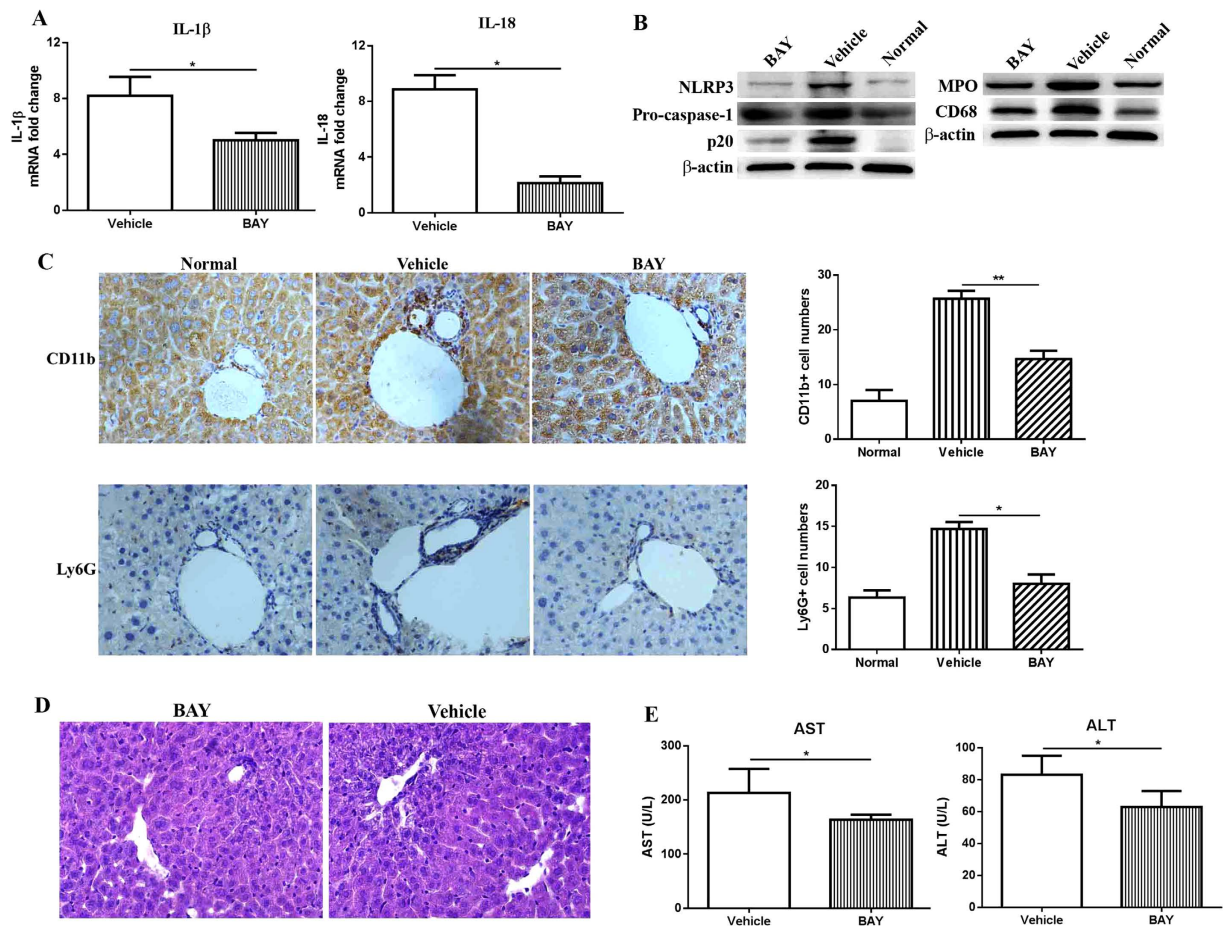 A
IL-1β
IL-1β
mRNA fold change
12
8
4
0
*
Vehicle
BAY
IL-18
IL-18
mRNA fold change
12
9
6
3
0
*
Vehicle
BAY
B
BAY
Vehicle
Normal
NLRP3
Pro-caspase-1
p20
β-actin
BAY
Vehicle
Normal
MPO
CD68
β-actin
C
Normal
Vehicle
BAY
CD11b
CD11b+ cell numbers
30
20
10
0
**
Normal
Vehicle
BAY
Ly6G
Ly6G+ cell numbers
20
15
10
5
0
*
Normal
Vehicle
BAY
D
BAY
Vehicle
E
AST
AST (U/L)
300
200
100
0
*
Vehicle
BAY
ALT
ALT (U/L)
100
80
60
40
20
0
*
Vehicle
BAY